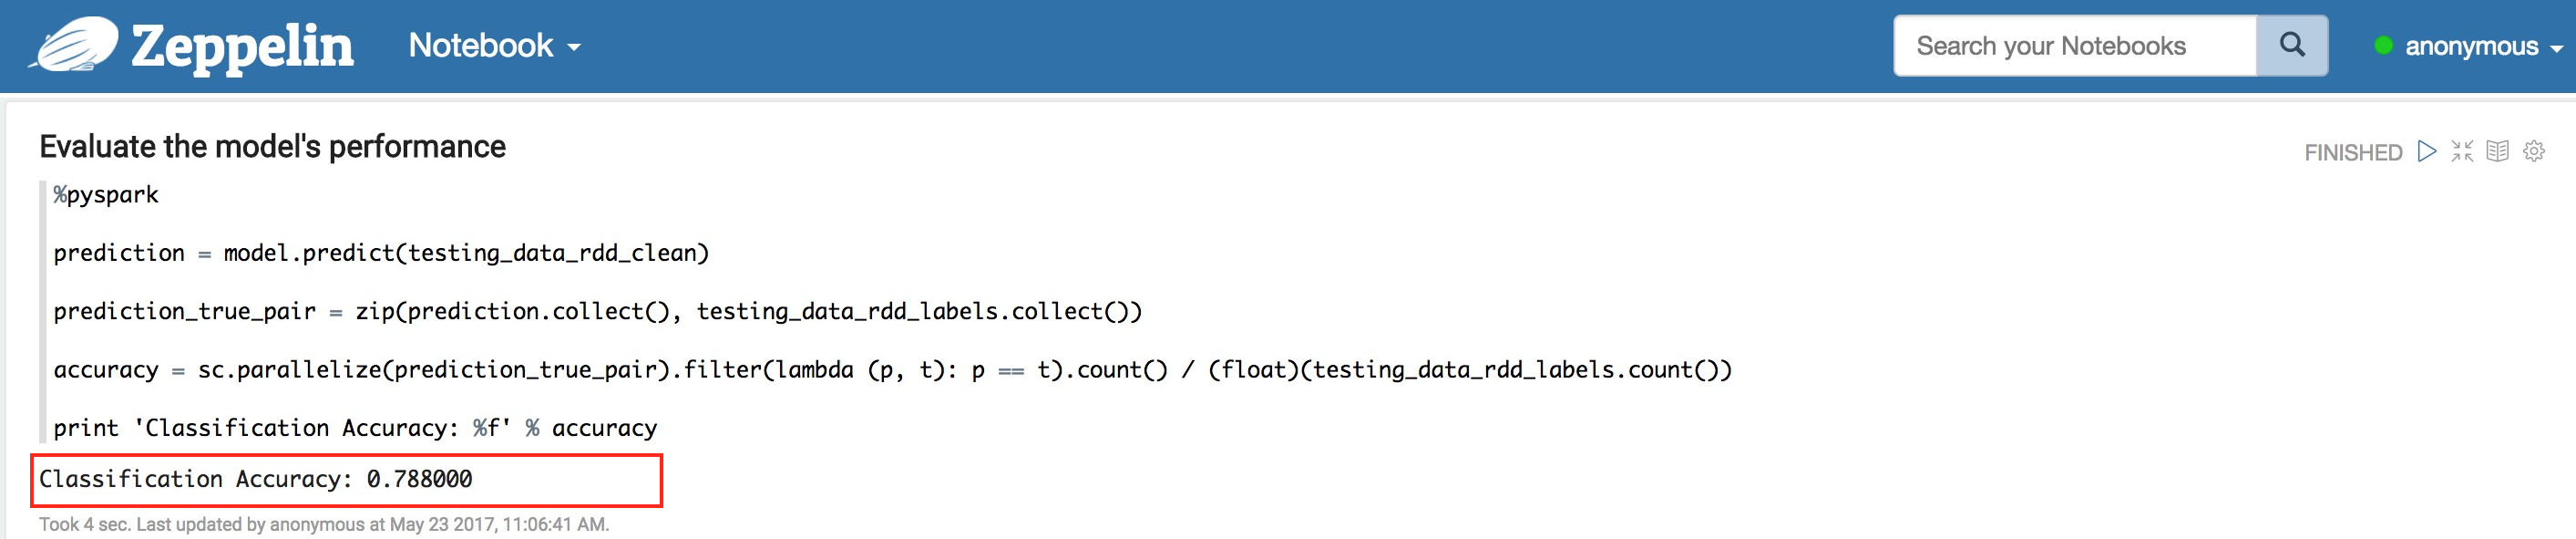 Zeppelin Notebook Search your Notebooks anonymous
Evaluate the model's performance FINISHED
%pyspark
prediction = model.predict(testing_data_rdd_clean)
prediction_true_pair = zip(prediction.collect(), testing_data_rdd_labels.collect())
accuracy = sc.parallelize(prediction_true_pair).filter(lambda (p, t): p == t).count() / (float)(testing_data_rdd_labels.count())
print 'Classification Accuracy: %f' % accuracy
Classification Accuracy: 0.788000
Took 4 sec. Last updated by anonymous at May 23 2017, 11:06:41 AM.